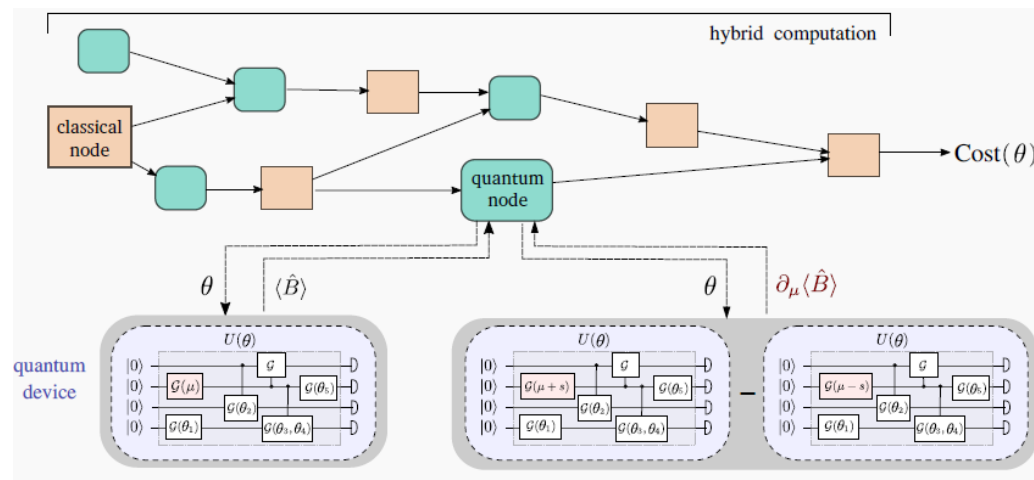 hybrid computation
classical
node
quantum
node
Cost(θ)
θ
⟨B̂⟩
θ
∂μ⟨B̂⟩
quantum
device
U(θ)
|0⟩
|0⟩
|0⟩
|0⟩
G
G(μ)
G(θ₅)
G(θ₂)
G(θ₁)
G(θ₃, θ₄)
U(θ)
|0⟩
|0⟩
|0⟩
|0⟩
G
G(μ + s)
G(θ₅)
G(θ₂)
G(θ₁)
G(θ₃, θ₄)
−
U(θ)
|0⟩
|0⟩
|0⟩
|0⟩
G
G(μ − s)
G(θ₅)
G(θ₂)
G(θ₁)
G(θ₃, θ₄)